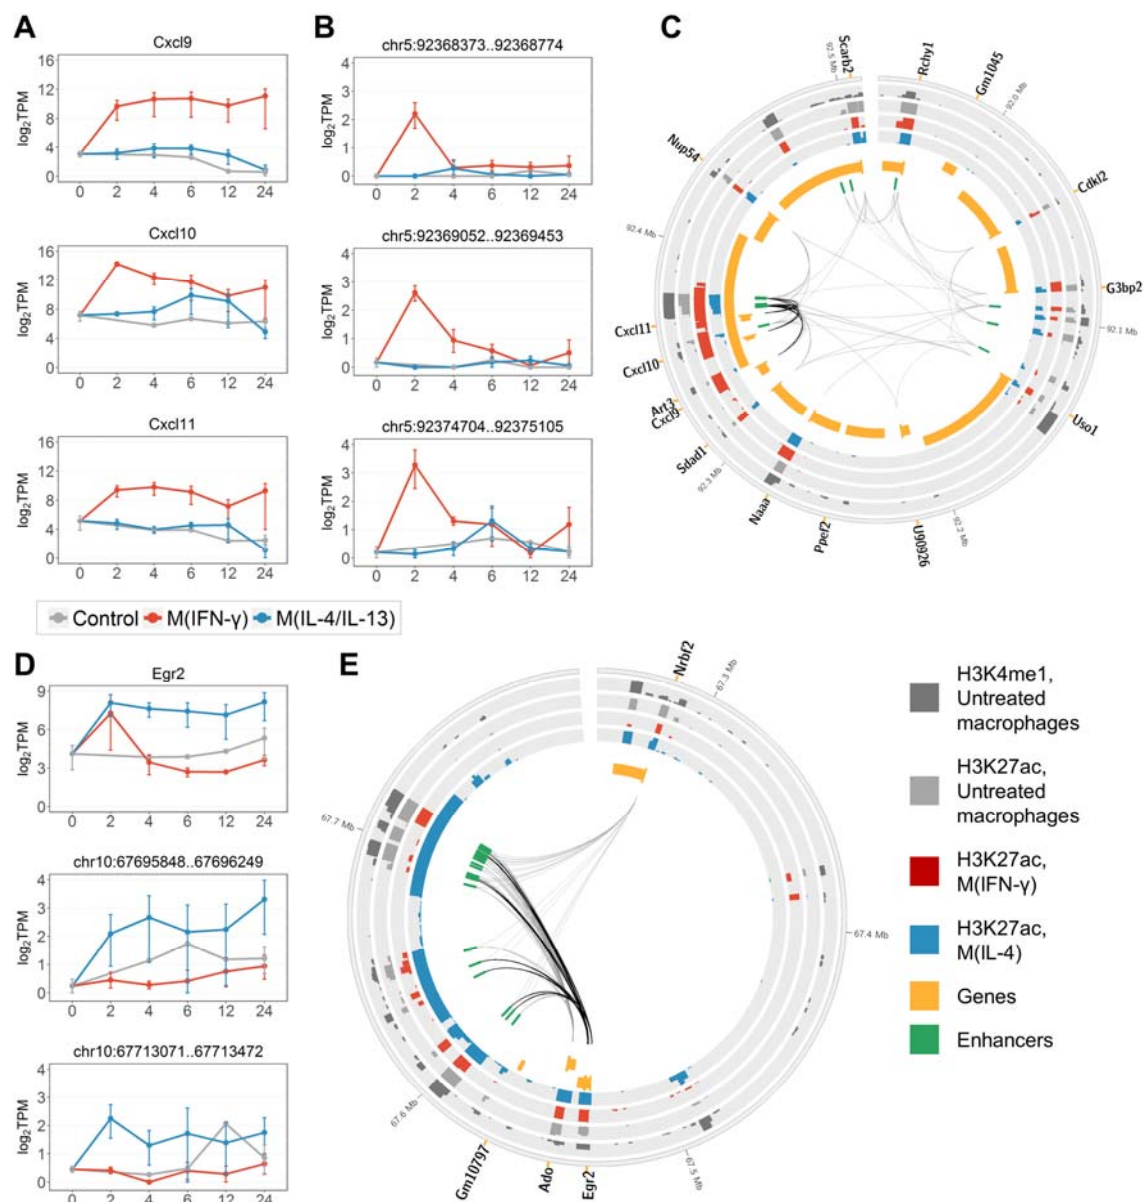 A
Cxcl9
log2TPM
16
12
8
4
0
0 2 4 6 12 24
Cxcl10
log2TPM
16
12
8
4
0
0 2 4 6 12 24
Cxcl11
log2TPM
16
12
8
4
0
0 2 4 6 12 24
B
chr5:92368373..92368774
log2TPM
4
3
2
1
0
0 2 4 6 12 24
chr5:92369052..92369453
log2TPM
4
3
2
1
0
0 2 4 6 12 24
chr5:92374704..92375105
log2TPM
4
3
2
1
0
0 2 4 6 12 24
C
Scarb2
92.5 Mb
Rchy1
Gm1045
92.0 Mb
Cdkl2
G3bp2
92.1 Mb
Uso1
92.2 Mb
U90926
Ppef2
Naaa
92.3 Mb
Sdad1
Cxcl9
Art3
Cxcl10
Cxcl11
92.4 Mb
Nup54
Control M(IFN-γ) M(IL-4/IL-13)
D
Egr2
log2TPM
9
6
3
0
0 2 4 6 12 24
chr10:67695848..67696249
log2TPM
4
3
2
1
0
0 2 4 6 12 24
chr10:67713071..67713472
log2TPM
4
3
2
1
0
E
Nrbf2
67.3 Mb
67.4 Mb
67.5 Mb
Egr2
Ado
Gm10797
67.6 Mb
67.7 Mb
H3K4me1,
Untreated
macrophages
H3K27ac,
Untreated
macrophages
H3K27ac,
M(IFN-γ)
H3K27ac,
M(IL-4)
Genes
Enhancers